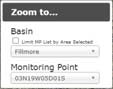 Zoom to...
Basin
Limit MP List by Area Selected
Fillmore
Monitoring Point
03N19W05D01S